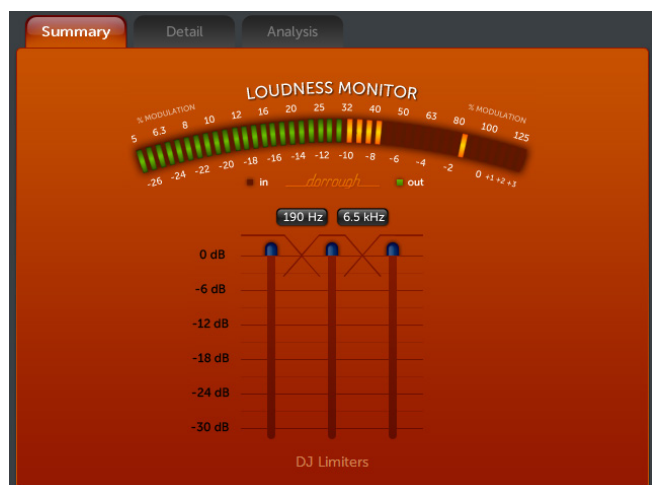 Summary Detail Analysis
LOUDNESS MONITOR
% MODULATION % MODULATION
5 6.3 8 10 12 16 20 25 32 40 50 63 80 100 125
-26 -24 -22 -20 -18 -16 -14 -12 -10 -8 -6 -4 -2 0 +1 +2 +3
in dorrough out
190 Hz 6.5 kHz
0 dB
-6 dB
-12 dB
-18 dB
-24 dB
-30 dB
DJ Limiters